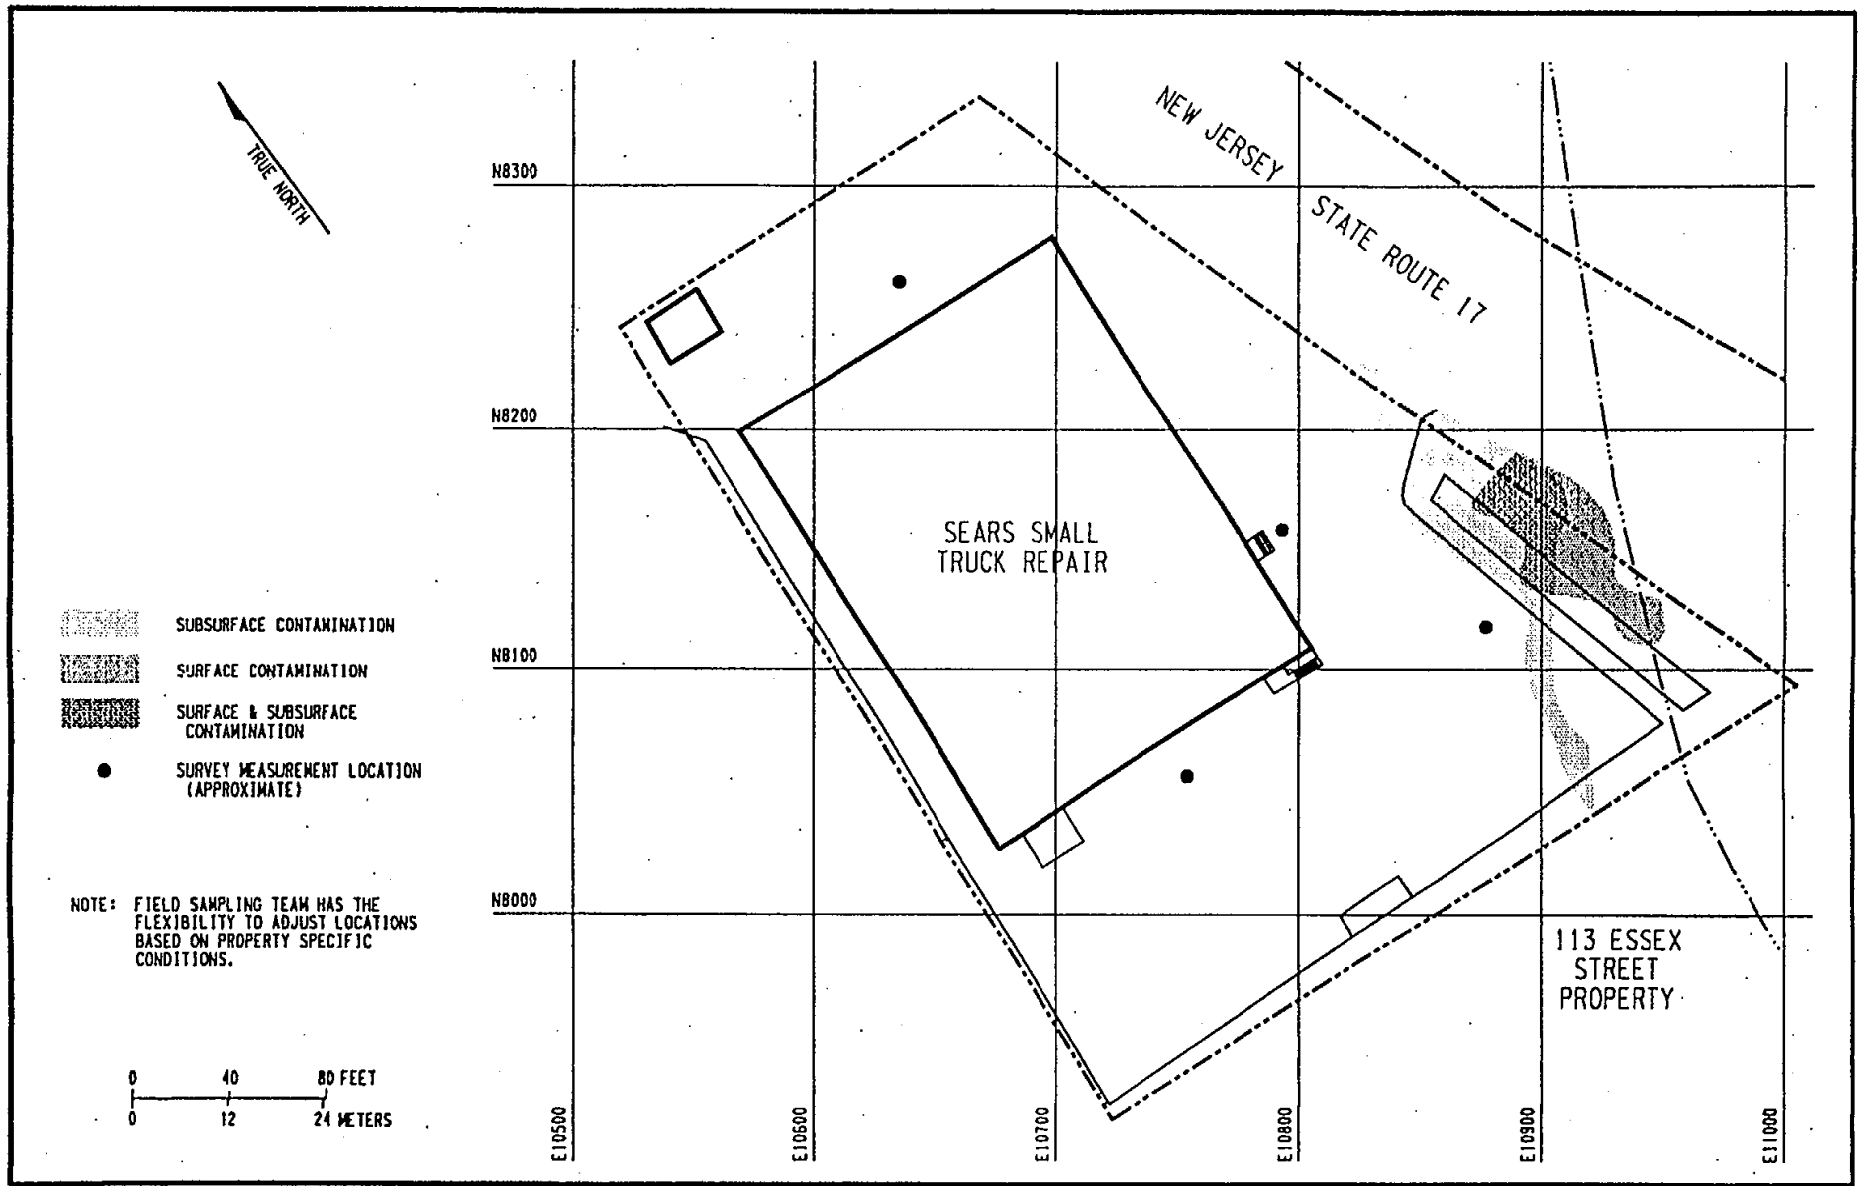 TRUE NORTH
NEW JERSEY STATE ROUTE 17
N8300
N8200
N8100
N8000
SEARS SMALL
TRUCK REPAIR
SUBSURFACE CONTAMINATION
SURFACE CONTAMINATION
SURFACE & SUBSURFACE
CONTAMINATION
SURVEY MEASUREMENT LOCATION
(APPROXIMATE)
NOTE: FIELD SAMPLING TEAM HAS THE
FLEXIBILITY TO ADJUST LOCATIONS
BASED ON PROPERTY SPECIFIC
CONDITIONS.
113 ESSEX
STREET
PROPERTY
0 40 80 FEET
0 12 24 METERS
E10500
E10600
E10700
E10800
E10900
E11000